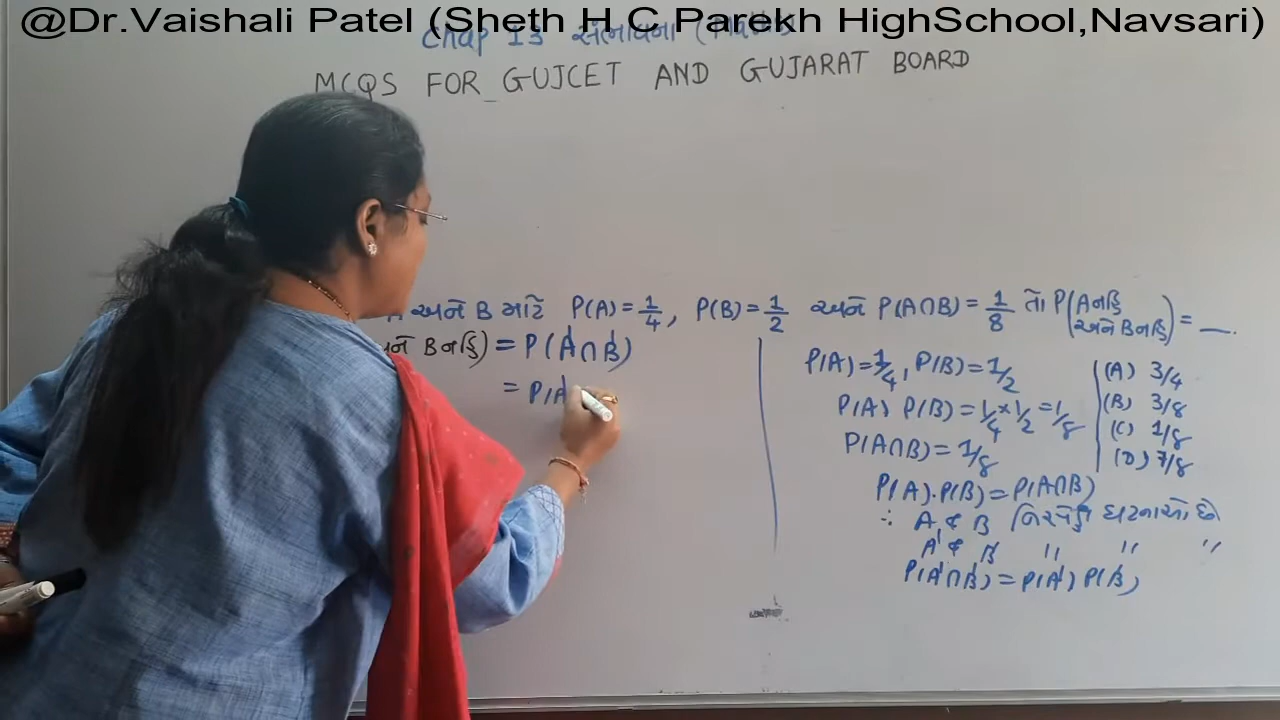 @Dr.Vaishali Patel (Sheth H C Parekh HighSchool,Navsari)
Chap 13 સંભાવના
MCQS FOR GUJCET AND GUJARAT BOARD
અને B માટે P(A)=1/4, P(B)=1/2 અને P(A∩B)=1/8 તો P(A નહિ અને B નહિ) = __.
B નહિ) = P(A'∩B')
= P(A'
P(A)=1/4, P(B)=1/2
P(A) P(B)=1/4×1/2=1/8
P(A∩B)=1/8
P(A).P(B)=P(A∩B)
∴ A & B નિરપેક્ષ ઘટનાઓ છે
A' & B' " " "
P(A'∩B')=P(A') P(B')
(A) 3/4
(B) 3/8
(C) 1/8
(D) 7/8